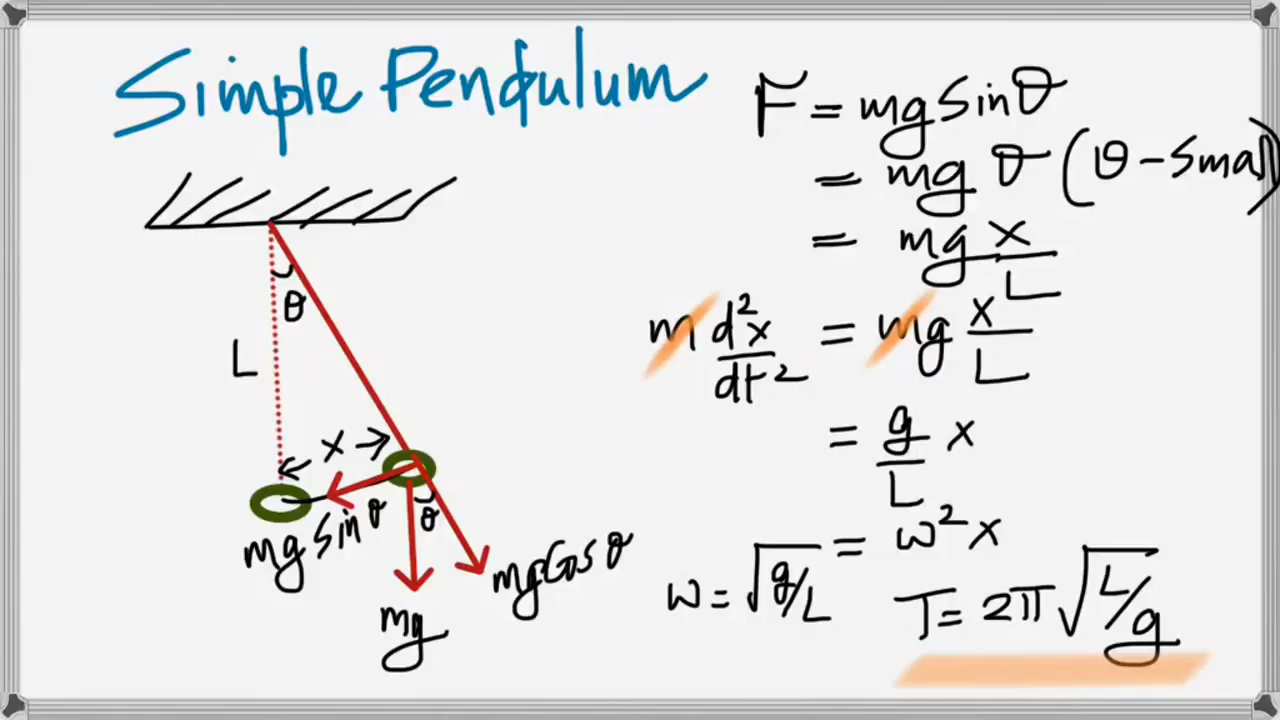 Simple Pendulum
θ
L
x
mg Sin θ
θ
mg Cos θ
mg
F = mg Sin θ
= mg θ (θ - Small)
= mg x/L
m d²x/dt² = mg x/L
= g/L x
= ω² x
ω = √g/L
T = 2π √L/g